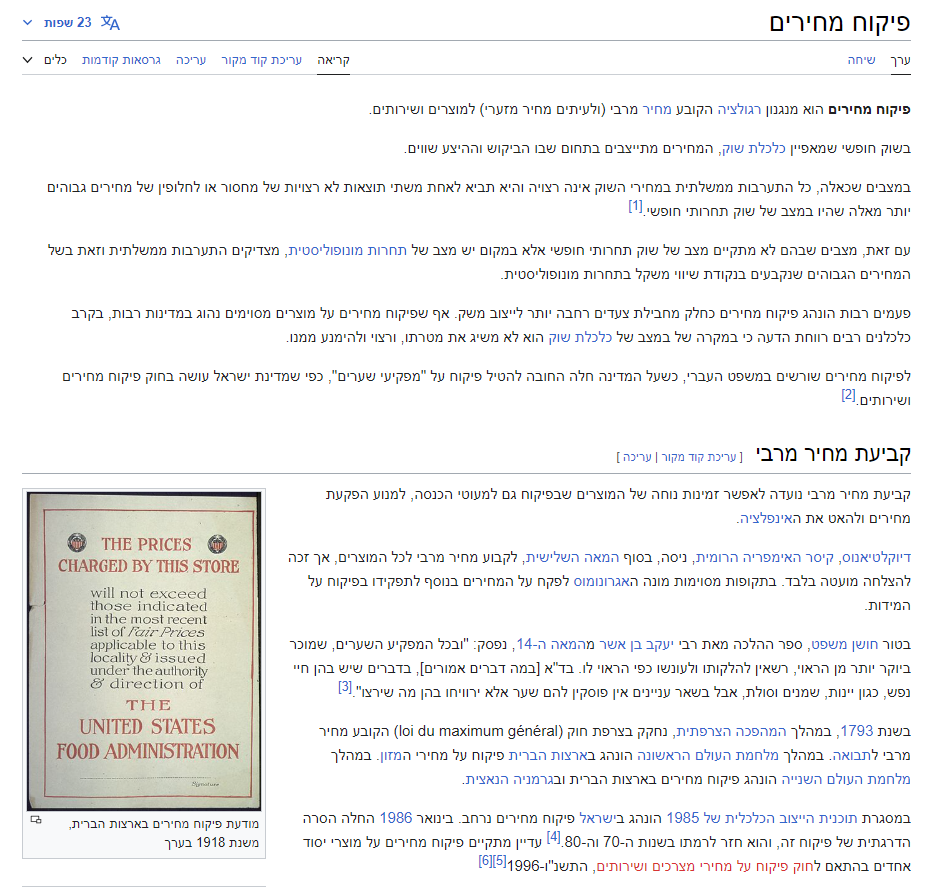 פיקוח מחירים
23 שפות
ערך
שיחה
קריאה
עריכת קוד מקור
עריכה
גרסאות קודמות
כלים
פיקוח מחירים הוא מנגנון רגולציה הקובע מחיר מרבי (ולעיתים מחיר מזערי) למוצרים ושירותים.
בשוק חופשי שמאפיין כלכלת שוק, המחירים מתייצבים בתחום שבו הביקוש וההיצע שווים.
במצבים שכאלה, כל התערבות ממשלתית במחירי השוק אינה רצויה והיא תביא לאחת משתי תוצאות לא רצויות של מחסור או לחלופין של מחירים גבוהים
יותר מאלה שהיו במצב של שוק תחרותי חופשי.[1]
עם זאת, מצבים שבהם לא מתקיים מצב של שוק תחרותי חופשי אלא במקום יש מצב של תחרות מונופוליסטית, מצדיקים התערבות ממשלתית וזאת בשל
המחירים הגבוהים שנקבעים בנקודת שיווי משקל בתחרות מונופוליסטית.
פעמים רבות הונהג פיקוח מחירים כחלק מחבילת צעדים רחבה יותר לייצוב משק. אף שפיקוח מחירים על מוצרים מסוימים נהוג במדינות רבות, בקרב
כלכלנים רבים רווחת הדעה כי במקרה של במצב של כלכלת שוק הוא לא משיג את מטרתו, ורצוי ולהימנע ממנו.
לפיקוח מחירים שורשים במשפט העברי, כשעל המדינה חלה החובה להטיל פיקוח על "מפקיעי שערים", כפי שמדינת ישראל עושה בחוק פיקוח מחירים
ושירותים.[2]
קביעת מחיר מרבי [ עריכת קוד מקור | עריכה ]
קביעת מחיר מרבי נועדה לאפשר זמינות נוחה של המוצרים שבפיקוח גם למעוטי הכנסה, למנוע הפקעת
מחירים ולהאט את האינפלציה.
דיוקלטיאנוס, קיסר האימפריה הרומית, ניסה, בסוף המאה השלישית, לקבוע מחיר מרבי לכל המוצרים, אך זכה
להצלחה מועטה בלבד. בתקופות מסוימות מונה האגרונומוס לפקח על המחירים בנוסף לתפקידו בפיקוח על
המידות.
בטור חושן משפט, ספר ההלכה מאת רבי יעקב בן אשר מהמאה ה-14, נפסק: "ובכל המפקיע השערים, שמוכר
ביוקר יותר מן הראוי, רשאין להלקותו ולעונשו כפי הראוי לו. בד"א [במה דברים אמורים], בדברים שיש בהן חיי
נפש, כגון יינות, שמנים וסולת, אבל בשאר עניינים אין פוסקין להם שער אלא ירוויחו בהן מה שירצו".[3]
בשנת 1793, במהלך המהפכה הצרפתית, נחקק בצרפת חוק (loi du maximum général) הקובע מחיר
מרבי לתבואה. במהלך מלחמת העולם הראשונה הונהג בארצות הברית פיקוח על מחירי המזון. במהלך
מלחמת העולם השנייה הונהג פיקוח מחירים בארצות הברית ובגרמניה הנאצית.
במסגרת תוכנית הייצוב הכלכלית של 1985 הונהג בישראל פיקוח מחירים נרחב. בינואר 1986 החלה הסרה
הדרגתית של פיקוח זה, והוא חזר לרמתו בשנות ה-70 וה-80.[4] עדיין מתקיים פיקוח מחירים על מוצרי יסוד
אחדים בהתאם לחוק פיקוח על מחירי מצרכים ושירותים, התשנ"ו-1996[5][6]
THE PRICES
CHARGED BY THIS STORE
will not exceed
those indicated
in the most recent
list of Fair Prices
applicable to this
locality & issued
under the authority
& direction of
THE
UNITED STATES
FOOD ADMINISTRATION
Signature
מודעת פיקוח מחירים בארצות הברית,
משנת 1918 בערך